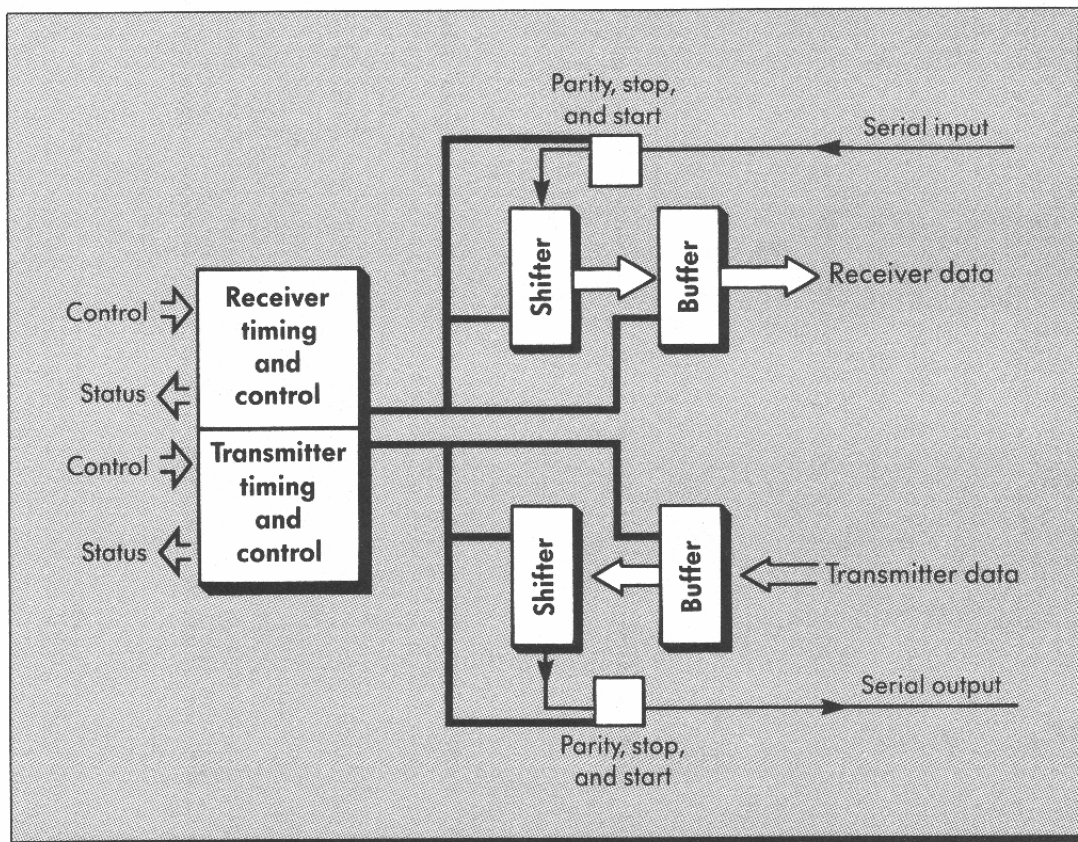 Parity, stop,
and start
Serial input
Shifter
Buffer
Receiver data
Control
Status
Receiver
timing
and
control
Control
Status
Transmitter
timing
and
control
Shifter
Buffer
Transmitter data
Serial output
Parity, stop,
and start